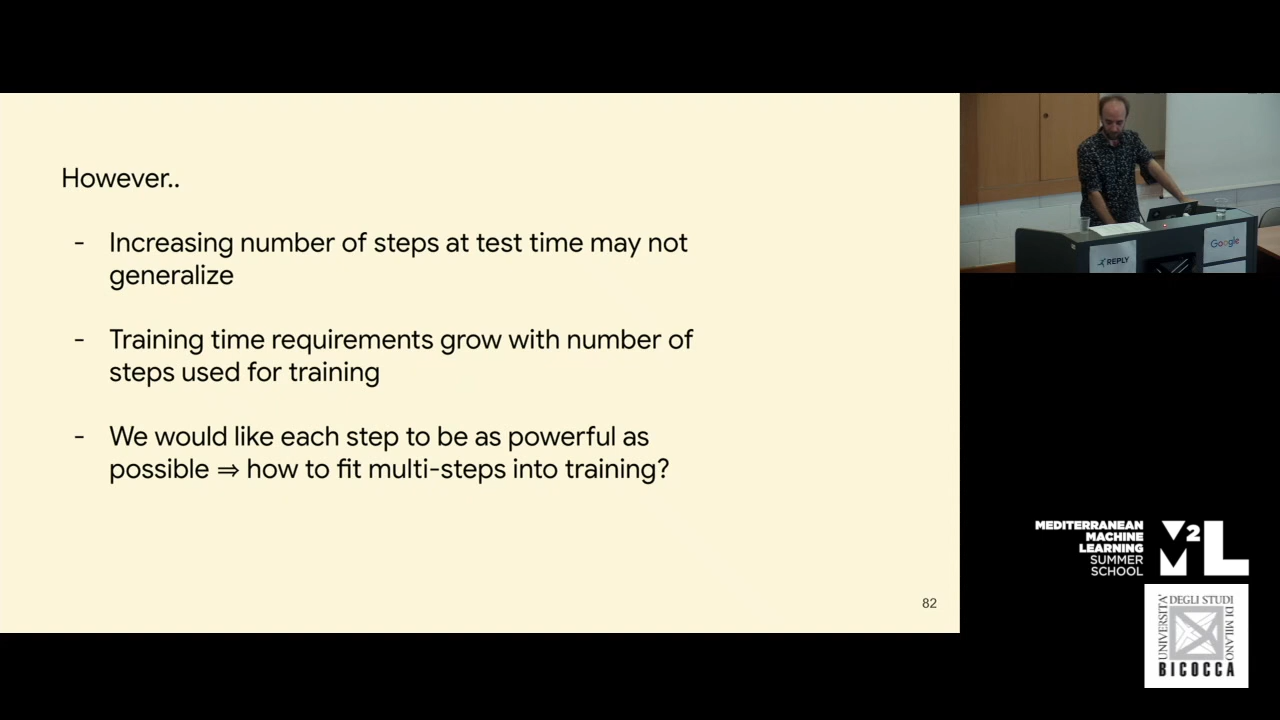 However..
- Increasing number of steps at test time may not
generalize
- Training time requirements grow with number of
steps used for training
- We would like each step to be as powerful as
possible ⇒ how to fit multi-steps into training?
82
REPLY
Google
MEDITERRANEAN
MACHINE
LEARNING
SUMMER
SCHOOL
M2L
UNIVERSITÀ
DEGLI STUDI
DI MILANO
BICOCCA